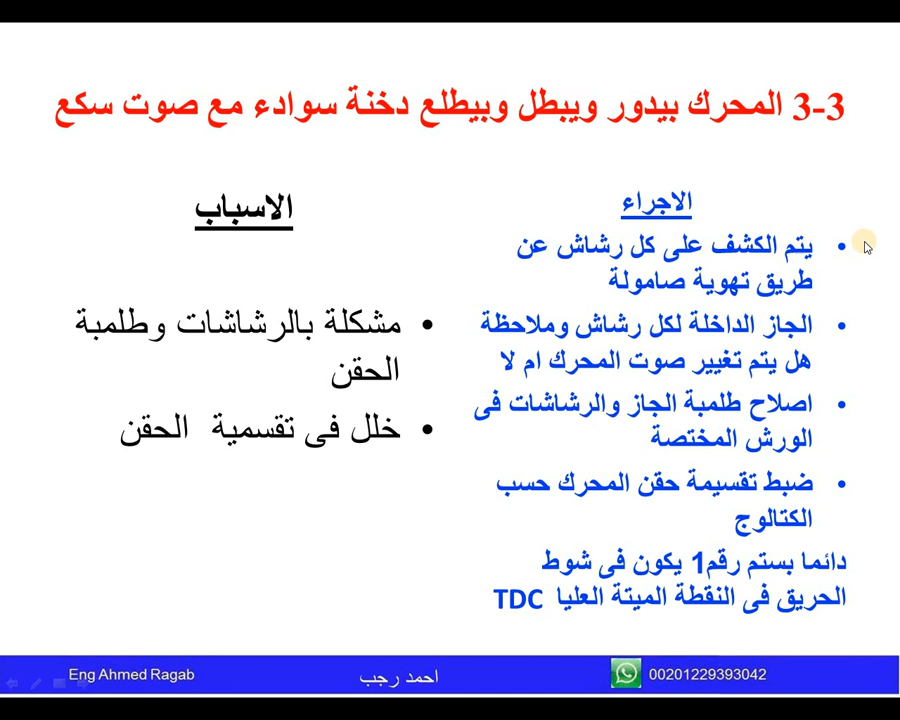 3-3 المحرك بيدور ويبطل وبيطلع دخنة سوادء مع صوت سكع
الاجراء
• يتم الكشف على كل رشاش عن
طريق تهوية صامولة
• الجاز الداخلة لكل رشاش وملاحظة
هل يتم تغيير صوت المحرك ام لا
• اصلاح طلمبة الجاز والرشاشات فى
الورش المختصة
• ضبط تقسيمة حقن المحرك حسب
الكتالوج
دائما بستم رقم1 يكون فى شوط
الحريق فى النقطة الميتة العليا TDC
الاسباب
• مشكلة بالرشاشات وطلمبة
الحقن
• خلل فى تقسمية الحقن
Eng Ahmed Ragab
احمد رجب
00201229393042